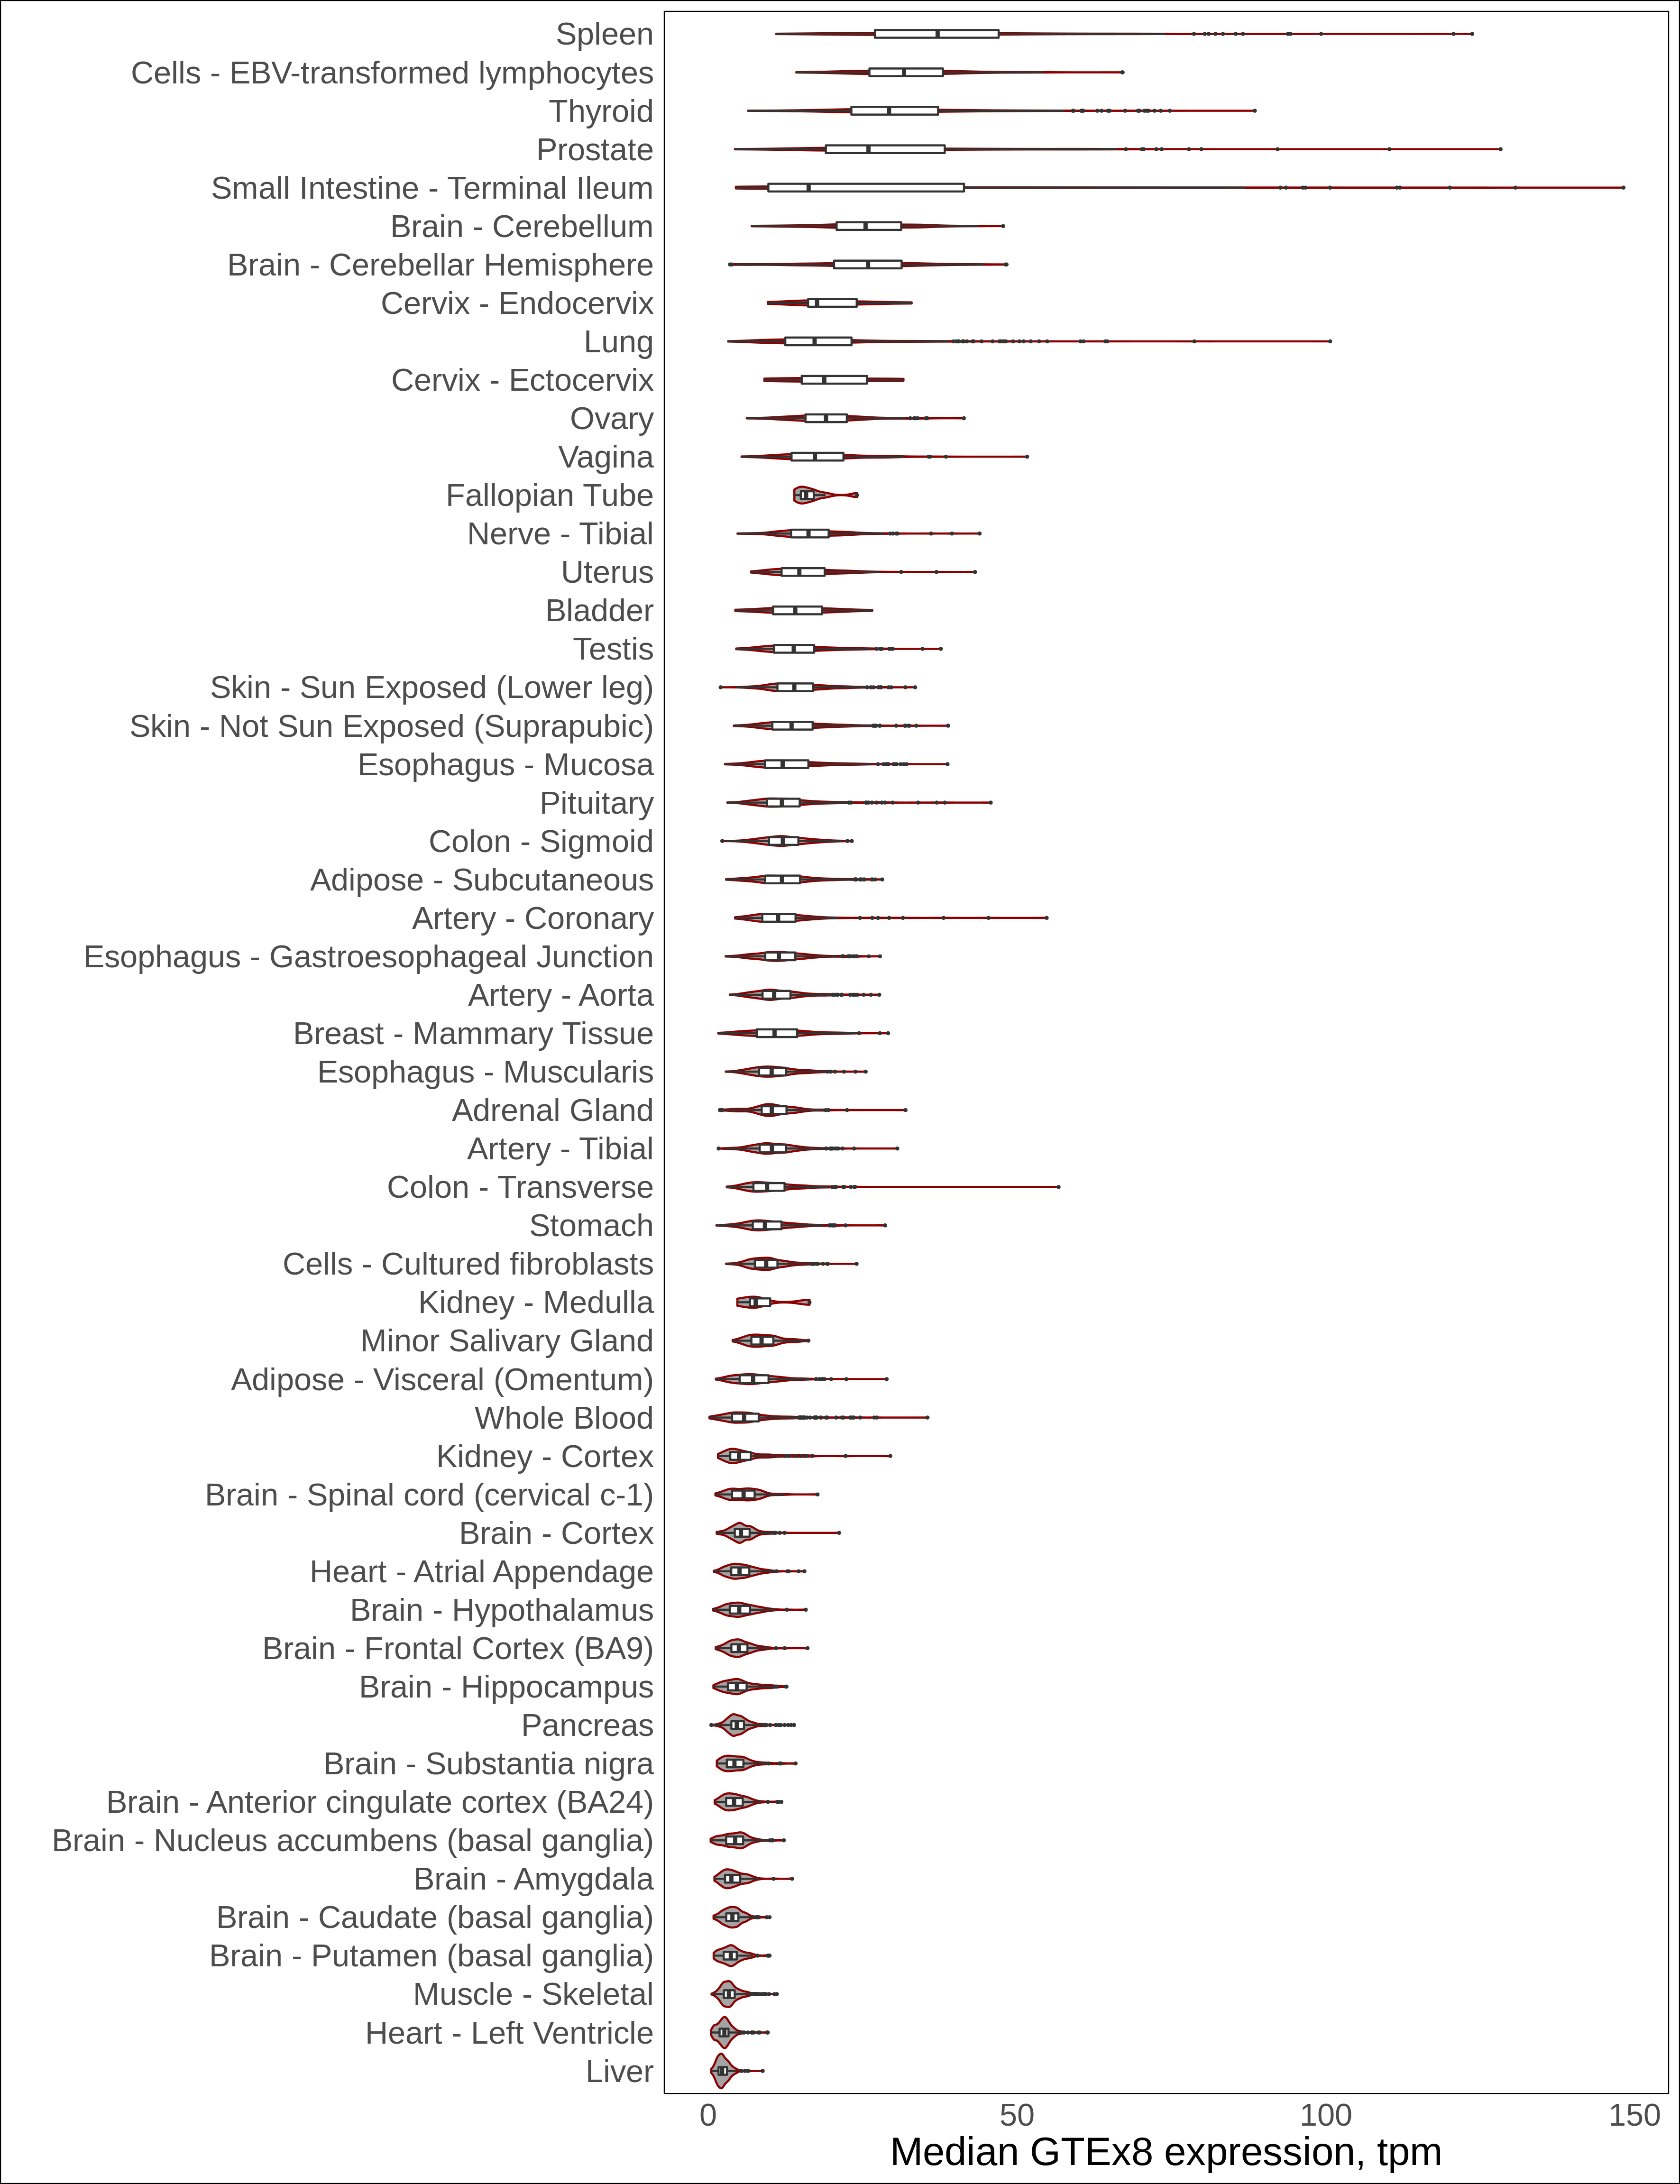 Spleen
Cells - EBV-transformed lymphocytes
Thyroid
Prostate
Small Intestine - Terminal Ileum
Brain - Cerebellum
Brain - Cerebellar Hemisphere
Cervix - Endocervix
Lung
Cervix - Ectocervix
Ovary
Vagina
Fallopian Tube
Nerve - Tibial
Uterus
Bladder
Testis
Skin - Sun Exposed (Lower leg)
Skin - Not Sun Exposed (Suprapubic)
Esophagus - Mucosa
Pituitary
Colon - Sigmoid
Adipose - Subcutaneous
Artery - Coronary
Esophagus - Gastroesophageal Junction
Artery - Aorta
Breast - Mammary Tissue
Esophagus - Muscularis
Adrenal Gland
Artery - Tibial
Colon - Transverse
Stomach
Cells - Cultured fibroblasts
Kidney - Medulla
Minor Salivary Gland
Adipose - Visceral (Omentum)
Whole Blood
Kidney - Cortex
Brain - Spinal cord (cervical c-1)
Brain - Cortex
Heart - Atrial Appendage
Brain - Hypothalamus
Brain - Frontal Cortex (BA9)
Brain - Hippocampus
Pancreas
Brain - Substantia nigra
Brain - Anterior cingulate cortex (BA24)
Brain - Nucleus accumbens (basal ganglia)
Brain - Amygdala
Brain - Caudate (basal ganglia)
Brain - Putamen (basal ganglia)
Muscle - Skeletal
Heart - Left Ventricle
Liver
0 50 100 150
Median GTEx8 expression, tpm